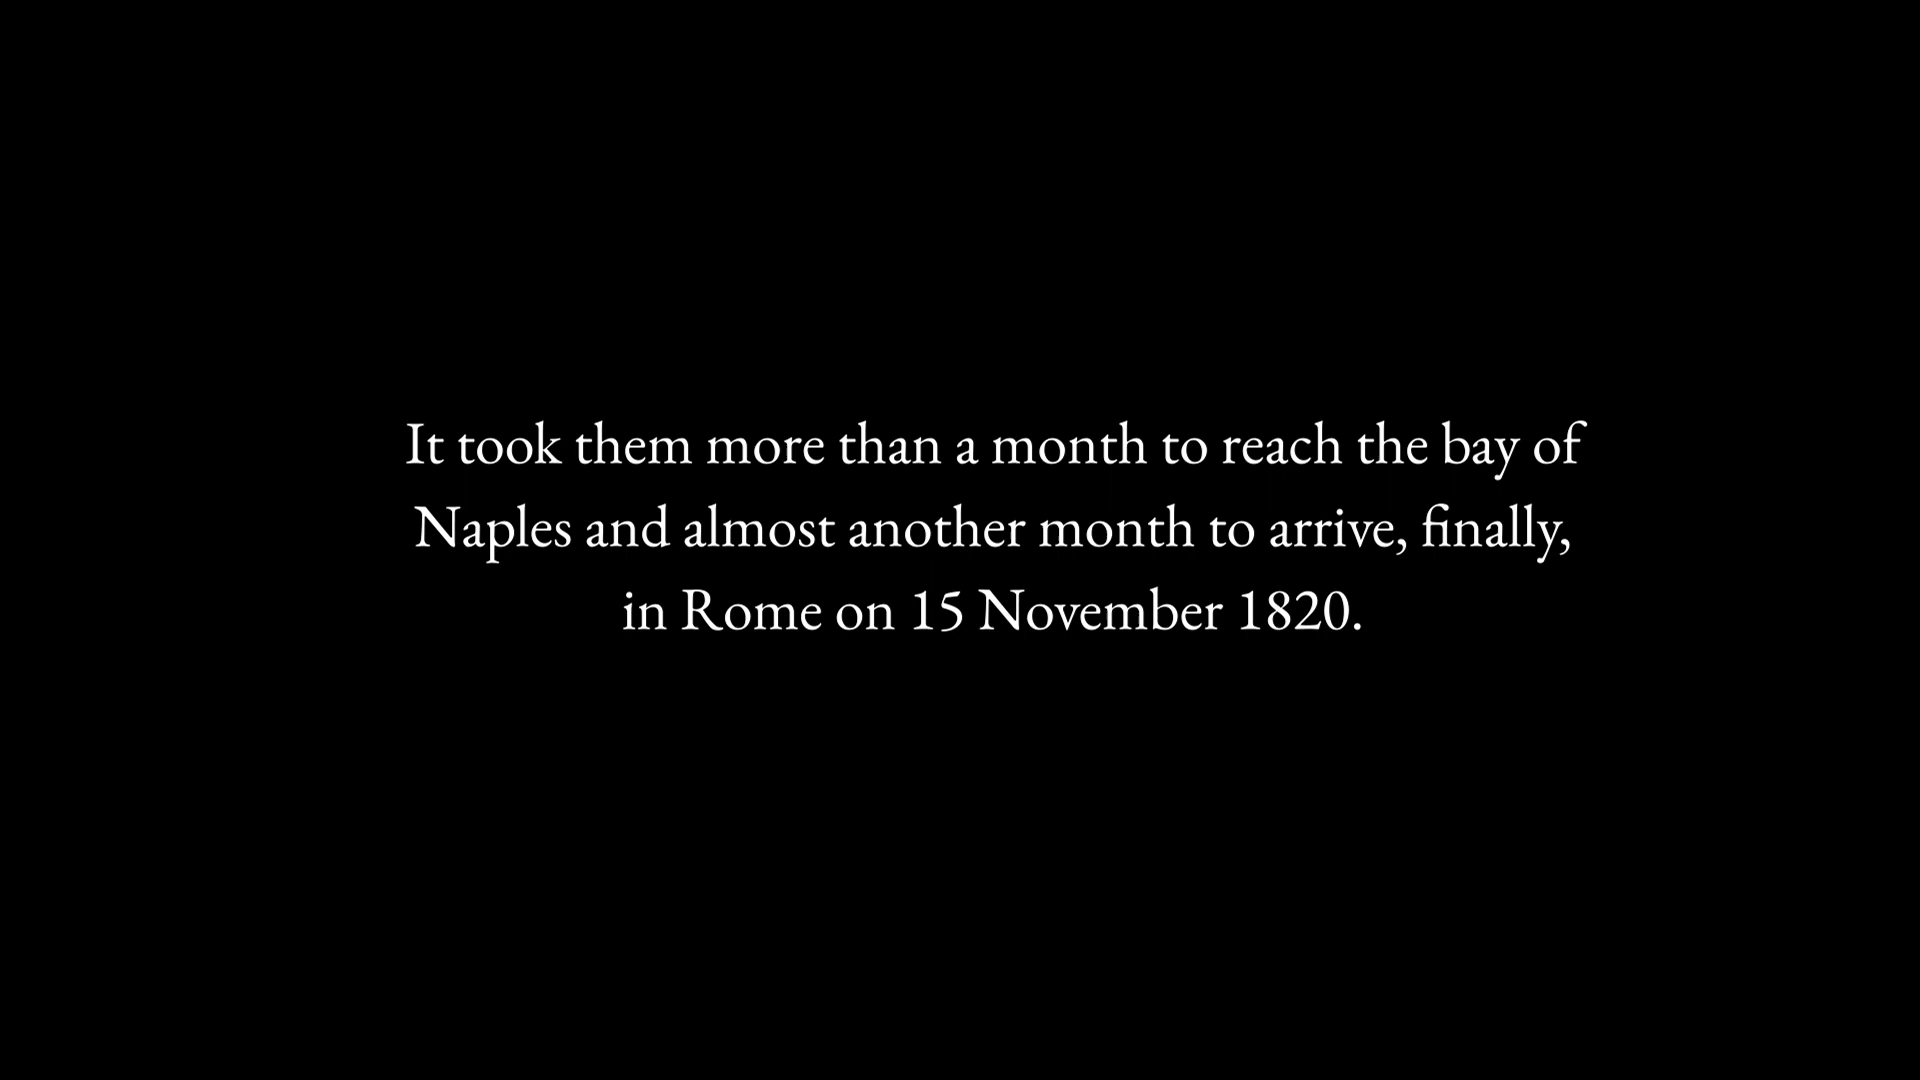 It took them more than a month to reach the bay of
Naples and almost another month to arrive, finally,
in Rome on 15 November 1820.